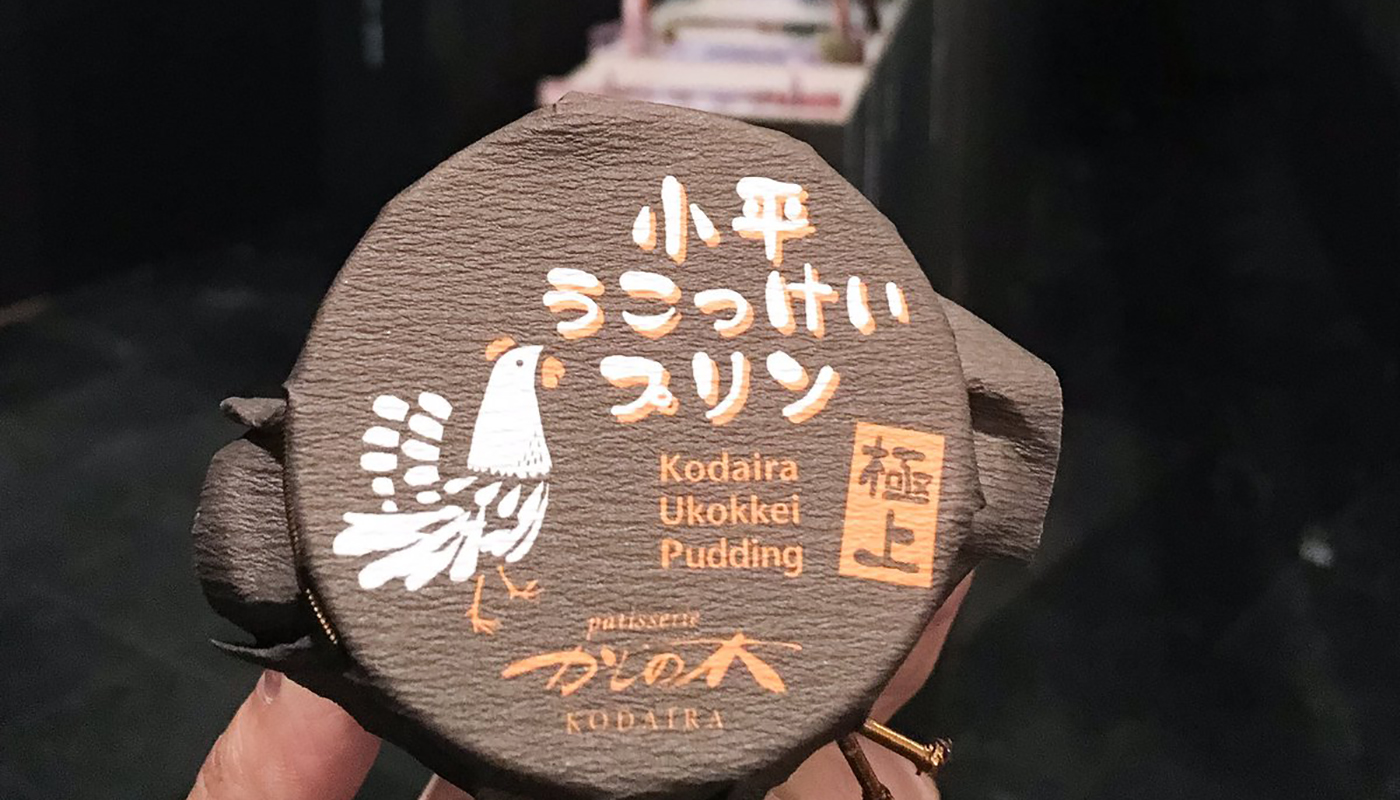 小平
うこっけい
プリン
Kodaira
Ukokkei
Pudding
極上
patisserie
かしの木
KODAIRA